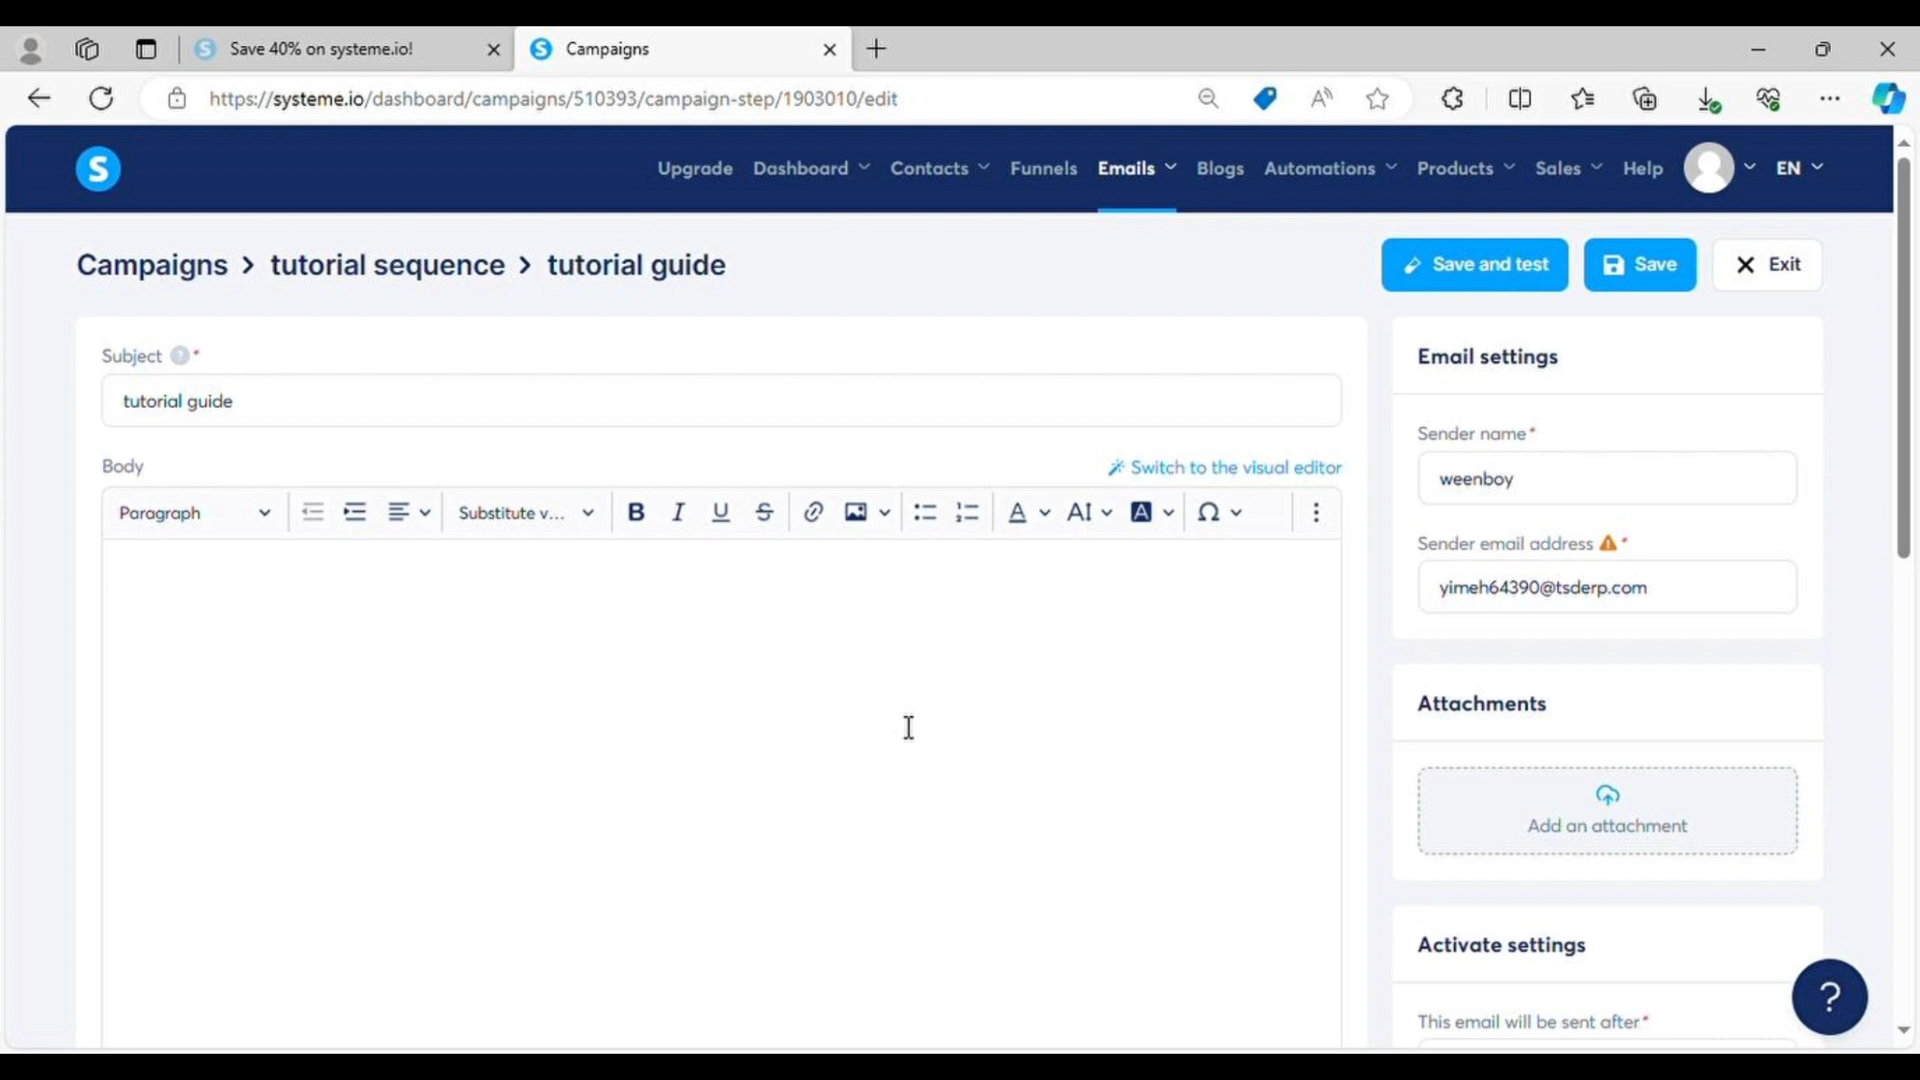 Save 40% on systeme.io!
Campaigns
https://systeme.io/dashboard/campaigns/510393/campaign-step/1903010/edit
S
Upgrade Dashboard Contacts Funnels Emails Blogs Automations Products Sales Help EN
Campaigns > tutorial sequence > tutorial guide
Save and test
Save
Exit
Subject ? *
tutorial guide
Body
Switch to the visual editor
Paragraph
Substitute v...
B I U S
A AI A Ω
Email settings
Sender name*
weenboy
Sender email address *
yimeh64390@tsderp.com
Attachments
Add an attachment
Activate settings
This email will be sent after*
?